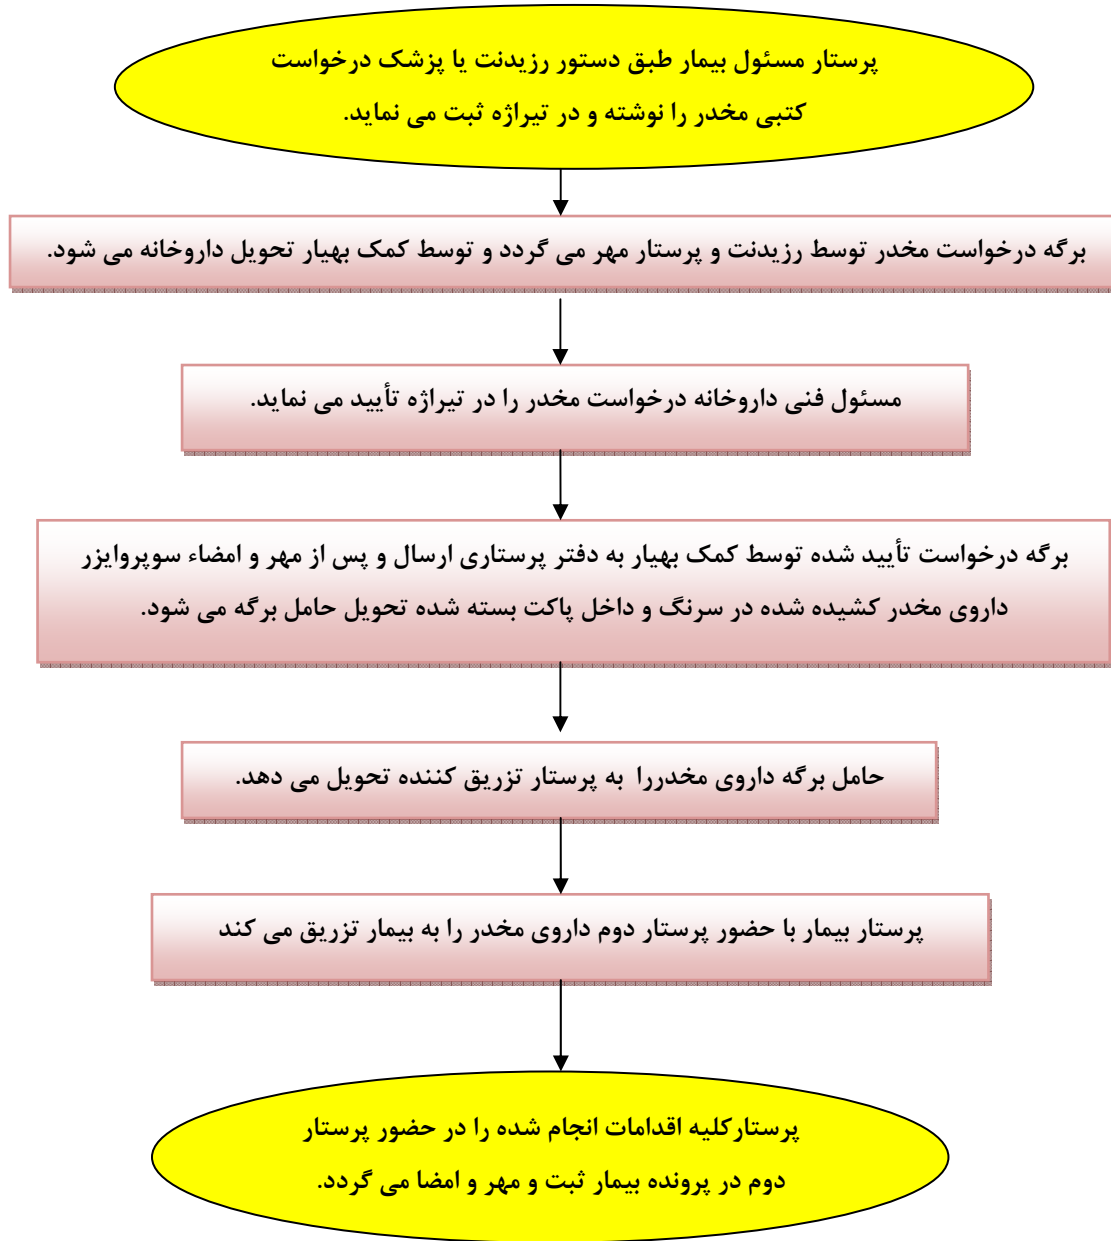 پرستار مسئول بیمار طبق دستور رزیدنت یا پزشک درخواست
کتبی مخدر را نوشته و در تیراژه ثبت می نماید.
برگه درخواست مخدر توسط رزیدنت و پرستار مهر می گردد و توسط کمک بهیار تحویل داروخانه می شود.
مسئول فنی داروخانه درخواست مخدر را در تیراژه تأیید می نماید.
برگه درخواست تأیید شده توسط کمک بهیار به دفتر پرستاری ارسال و پس از مهر و امضاء سوپروایزر
داروی مخدر کشیده شده در سرنگ و داخل پاکت بسته شده تحویل حامل برگه می شود.
حامل برگه داروی مخدررا به پرستار تزریق کننده تحویل می دهد.
پرستار بیمار با حضور پرستار دوم داروی مخدر را به بیمار تزریق می کند
پرستارکلیه اقدامات انجام شده را در حضور پرستار
دوم در پرونده بیمار ثبت و مهر و امضا می گردد.